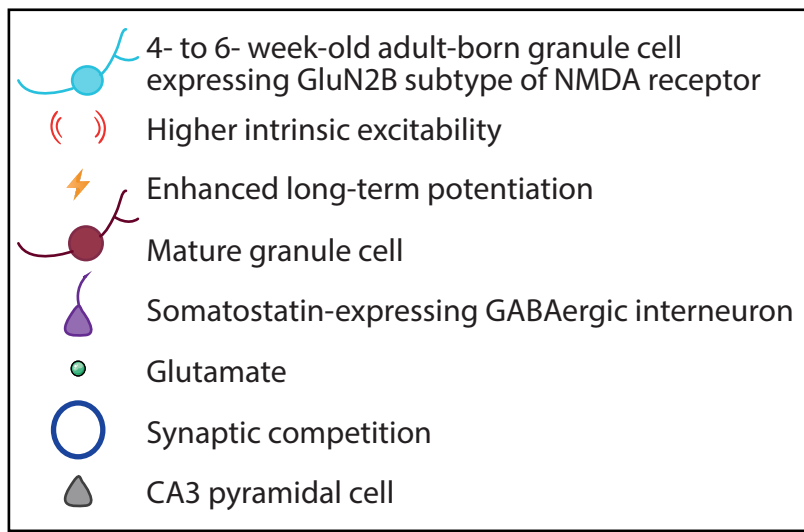 4- to 6- week-old adult-born granule cell
expressing GluN2B subtype of NMDA receptor
Higher intrinsic excitability
Enhanced long-term potentiation
Mature granule cell
Somatostatin-expressing GABAergic interneuron
Glutamate
Synaptic competition
CA3 pyramidal cell